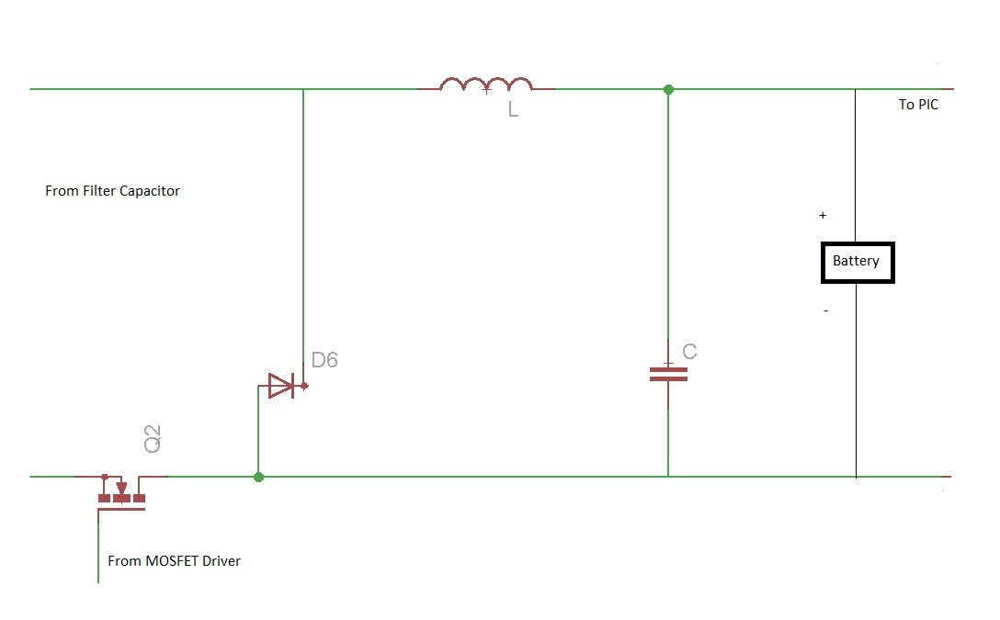 L
To PIC
From Filter Capacitor
+
Battery
-
D6
C
Q2
From MOSFET Driver